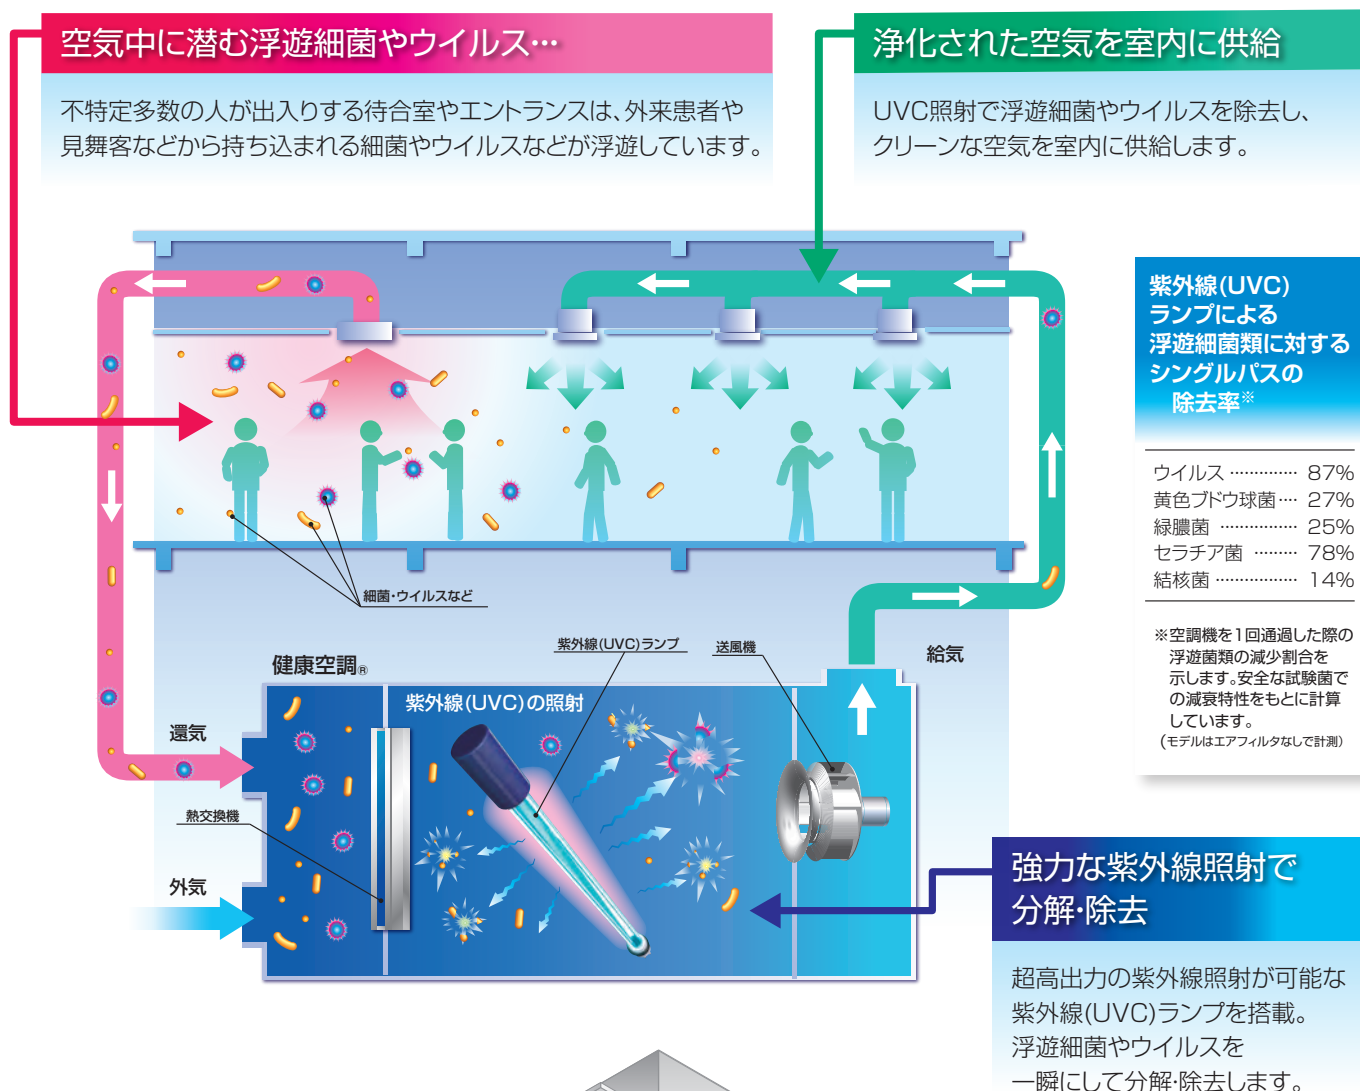 空気中に潜む浮遊細菌やウイルス…
不特定多数の人が出入りする待合室やエントランスは、外来患者や
見舞客などから持ち込まれる細菌やウイルスなどが浮遊しています。
浄化された空気を室内に供給
UVC照射で浮遊細菌やウイルスを除去し、
クリーンな空気を室内に供給します。
紫外線(UVC)
ランプによる
浮遊細菌類に対する
シングルパスの
除去率※
ウイルス ………… 87%
黄色ブドウ球菌 …… 27%
緑膿菌 ………… 25%
セラチア菌 ……… 78%
結核菌 ………… 14%
※空調機を1回通過した際の
浮遊菌類の減少割合を
示します。安全な試験菌で
の減衰特性をもとに計算
しています。
(モデルはエアフィルタなしで計測)
細菌・ウイルスなど
健康空調®
紫外線(UVC)ランプ
送風機
給気
紫外線(UVC)の照射
還気
熱交換機
外気
強力な紫外線照射で
分解・除去
超高出力の紫外線照射が可能な
紫外線(UVC)ランプを搭載。
浮遊細菌やウイルスを
一瞬にして分解・除去します。